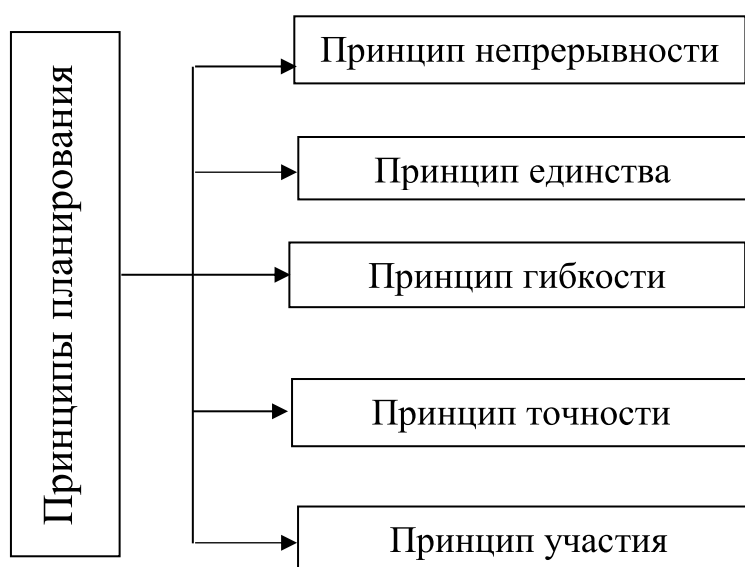 Принципы планирования
Принцип непрерывности
Принцип единства
Принцип гибкости
Принцип точности
Принцип участия